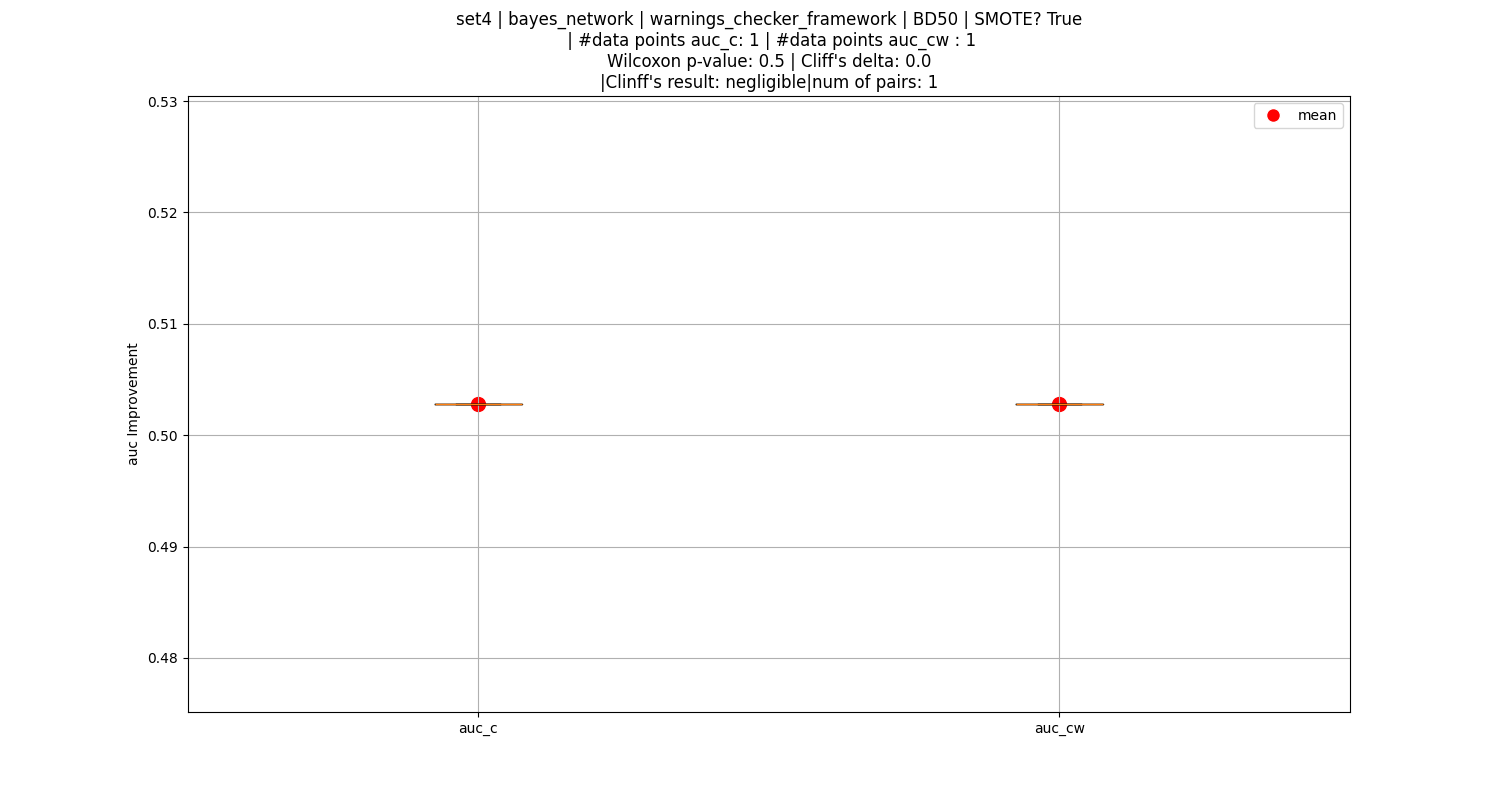 set4 | bayes_network | warnings_checker_framework | BD50 | SMOTE? True
| #data points auc_c: 1 | #data points auc_cw : 1
Wilcoxon p-value: 0.5 | Cliff's delta: 0.0
|Clinff's result: negligible|num of pairs: 1
mean
0.53
0.52
0.51
0.50
0.49
0.48
auc Improvement
auc_c
auc_cw